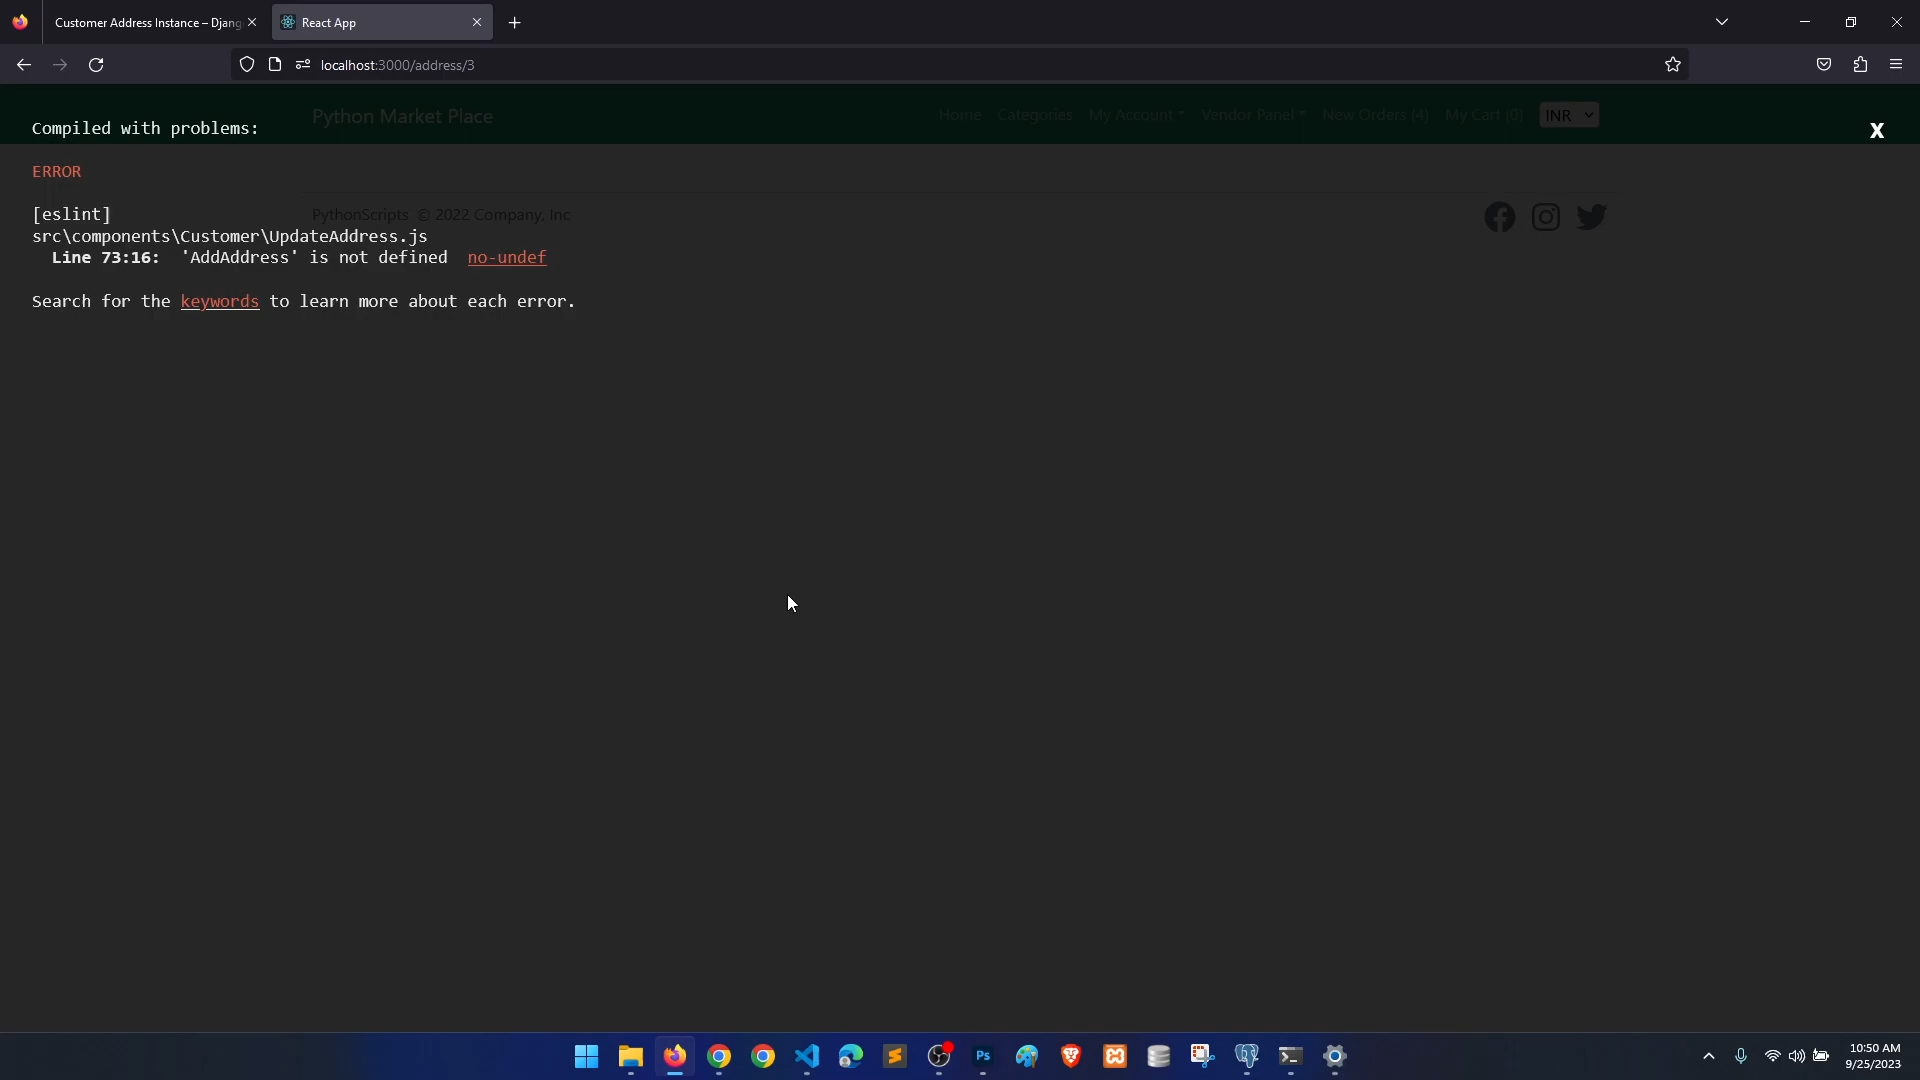 Customer Address Instance – Djang
React App
localhost:3000/address/3
Python Market Place
Home Categories My Account Vendor Panel New Orders (4) My Cart (0) INR
Compiled with problems:
X
ERROR
[eslint]
PythonScripts © 2022 Company, Inc
src\components\Customer\UpdateAddress.js
Line 73:16: 'AddAddress' is not defined no-undef
Search for the keywords to learn more about each error.
Ps
10:50 AM
9/25/2023